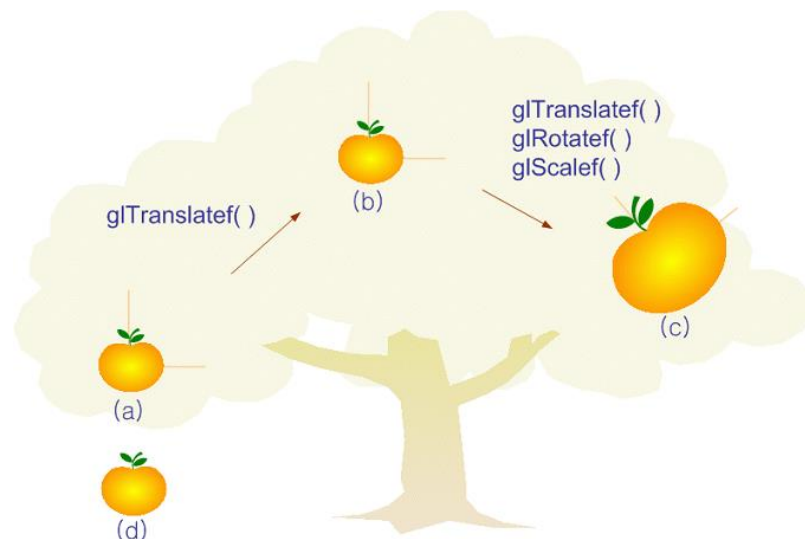 glTranslatef( )
glRotatef( )
glScalef( )
(b)
glTranslatef( )
(c)
(a)
(d)